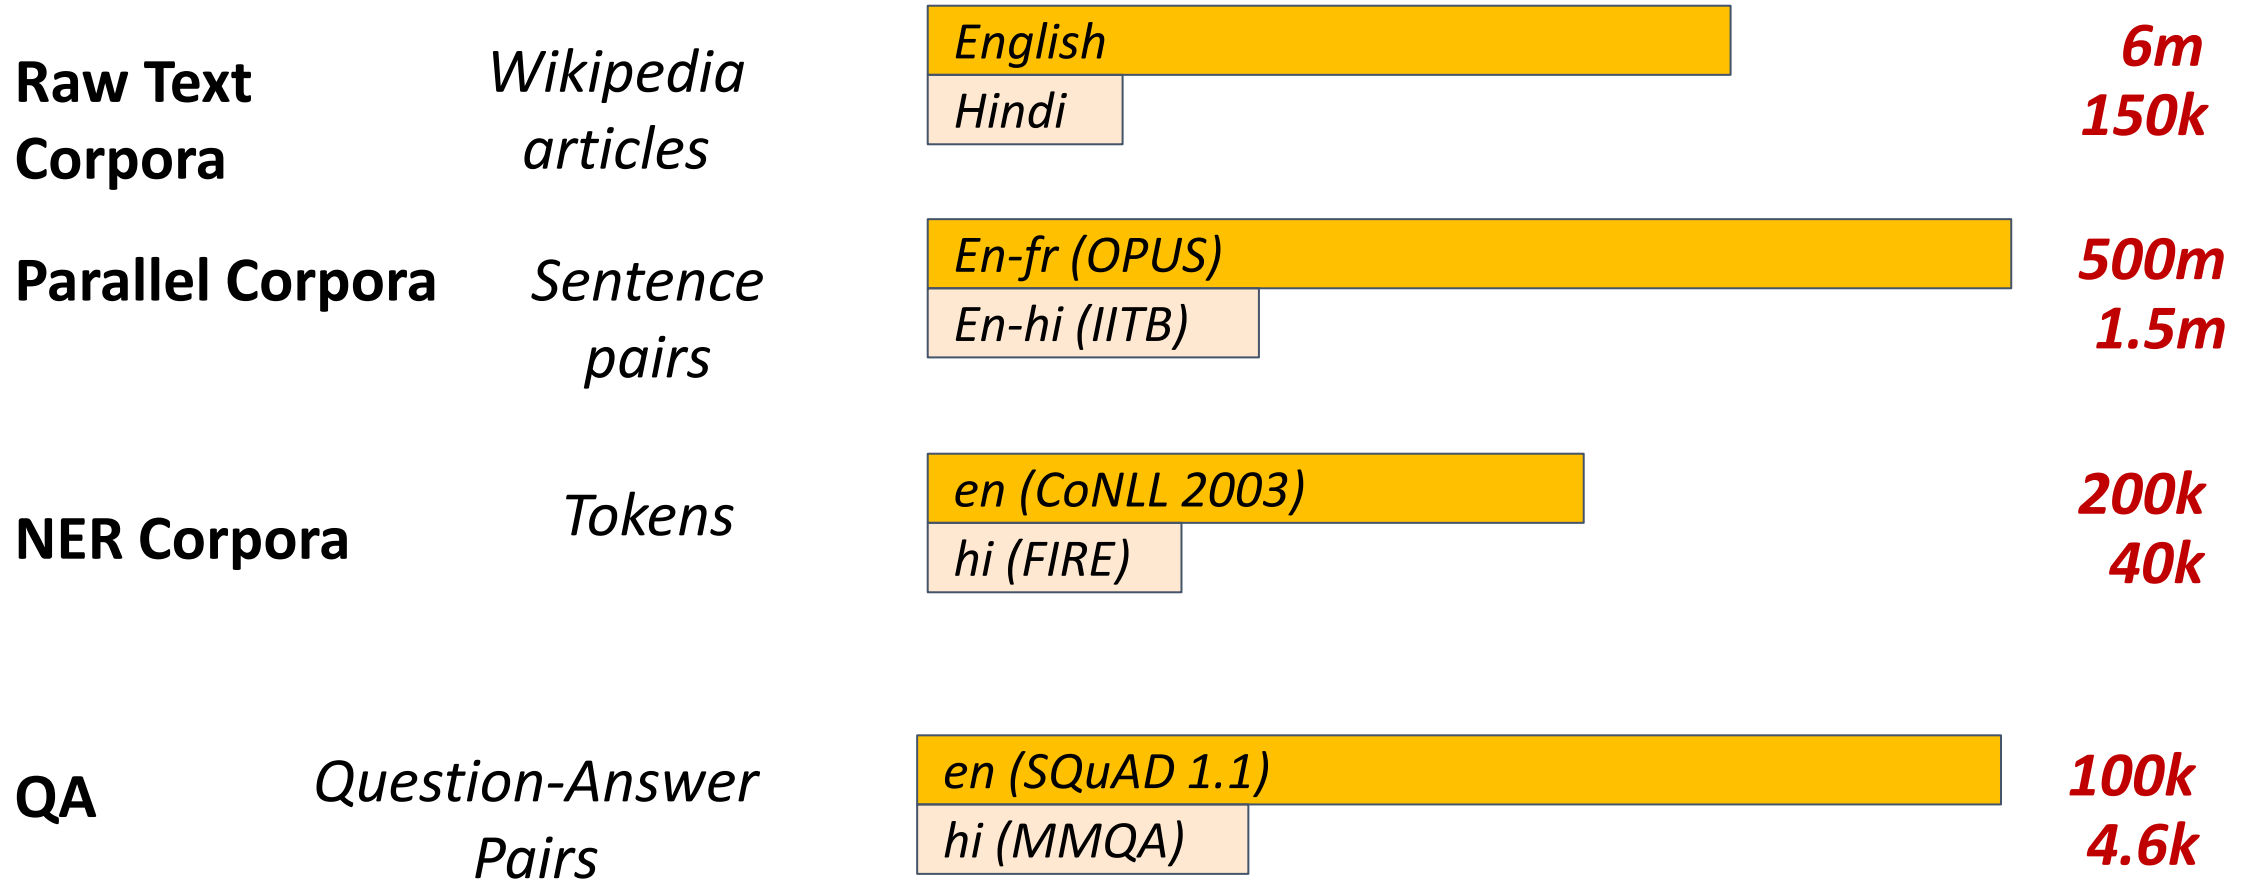 Raw Text
Corpora
Wikipedia
articles
English
6m
Hindi
150k
Parallel Corpora
Sentence
pairs
En-fr (OPUS)
500m
En-hi (IITB)
1.5m
NER Corpora
Tokens
en (CoNLL 2003)
200k
hi (FIRE)
40k
QA
Question-Answer
Pairs
en (SQuAD 1.1)
100k
hi (MMQA)
4.6k